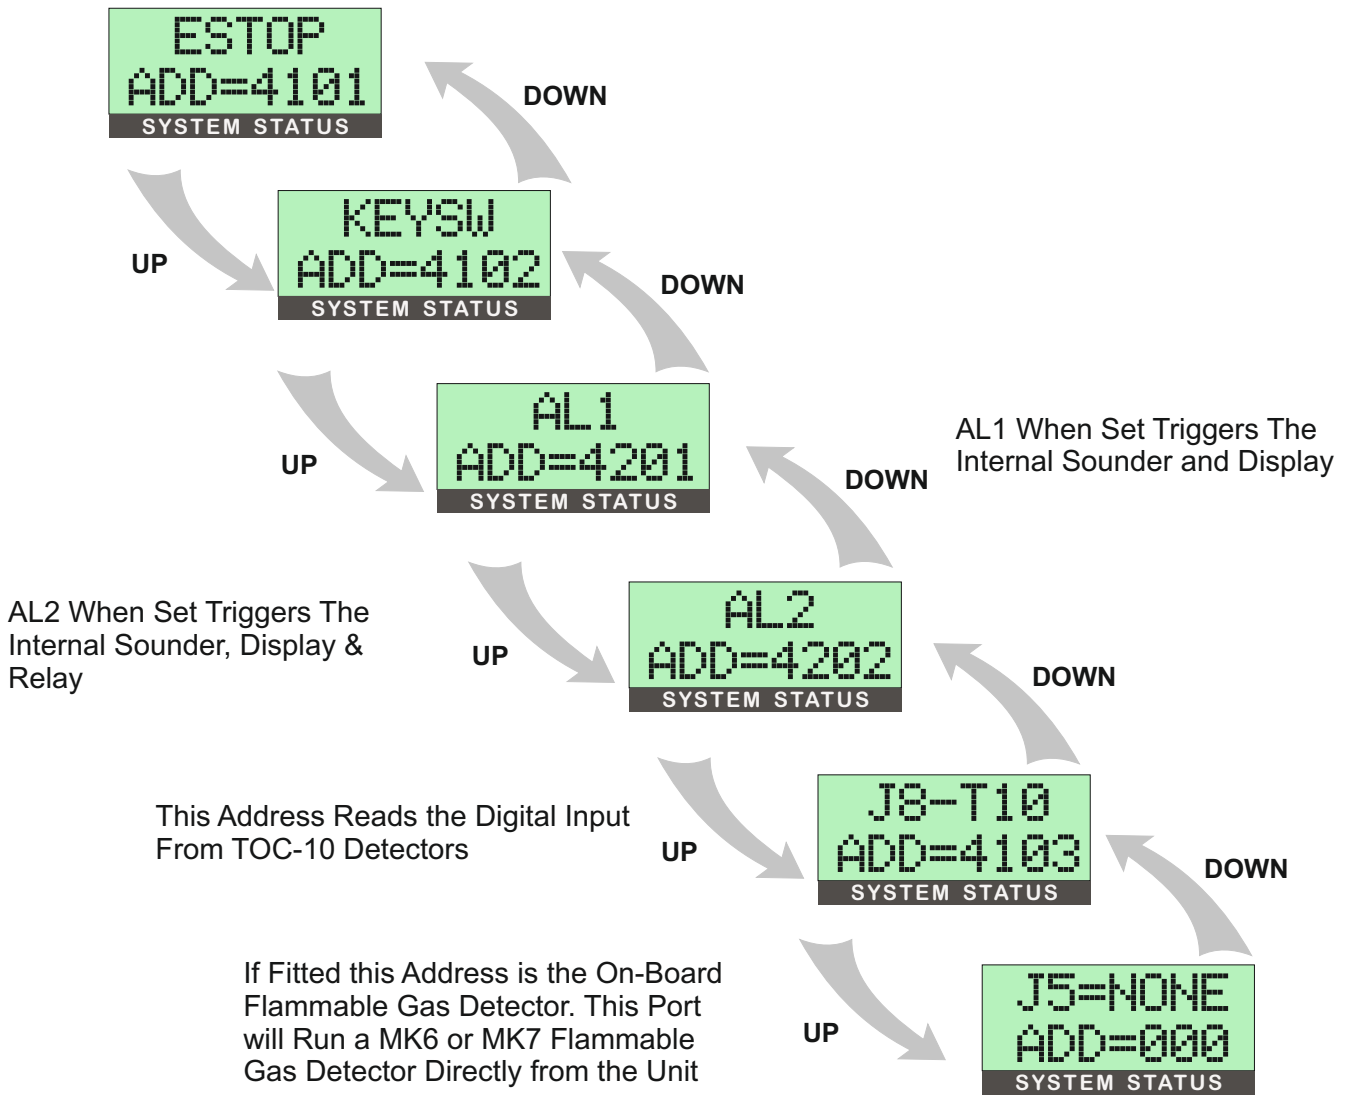 ESTOP
ADD=4101
SYSTEM STATUS
DOWN
UP
KEYSW
ADD=4102
SYSTEM STATUS
DOWN
UP
AL1
ADD=4201
SYSTEM STATUS
DOWN
AL1 When Set Triggers The
Internal Sounder and Display
AL2 When Set Triggers The
Internal Sounder, Display &
Relay
UP
AL2
ADD=4202
SYSTEM STATUS
DOWN
This Address Reads the Digital Input
From TOC-10 Detectors
UP
J8-T10
ADD=4103
SYSTEM STATUS
DOWN
If Fitted this Address is the On-Board
Flammable Gas Detector. This Port
will Run a MK6 or MK7 Flammable
Gas Detector Directly from the Unit
UP
J5=NONE
ADD=000
SYSTEM STATUS